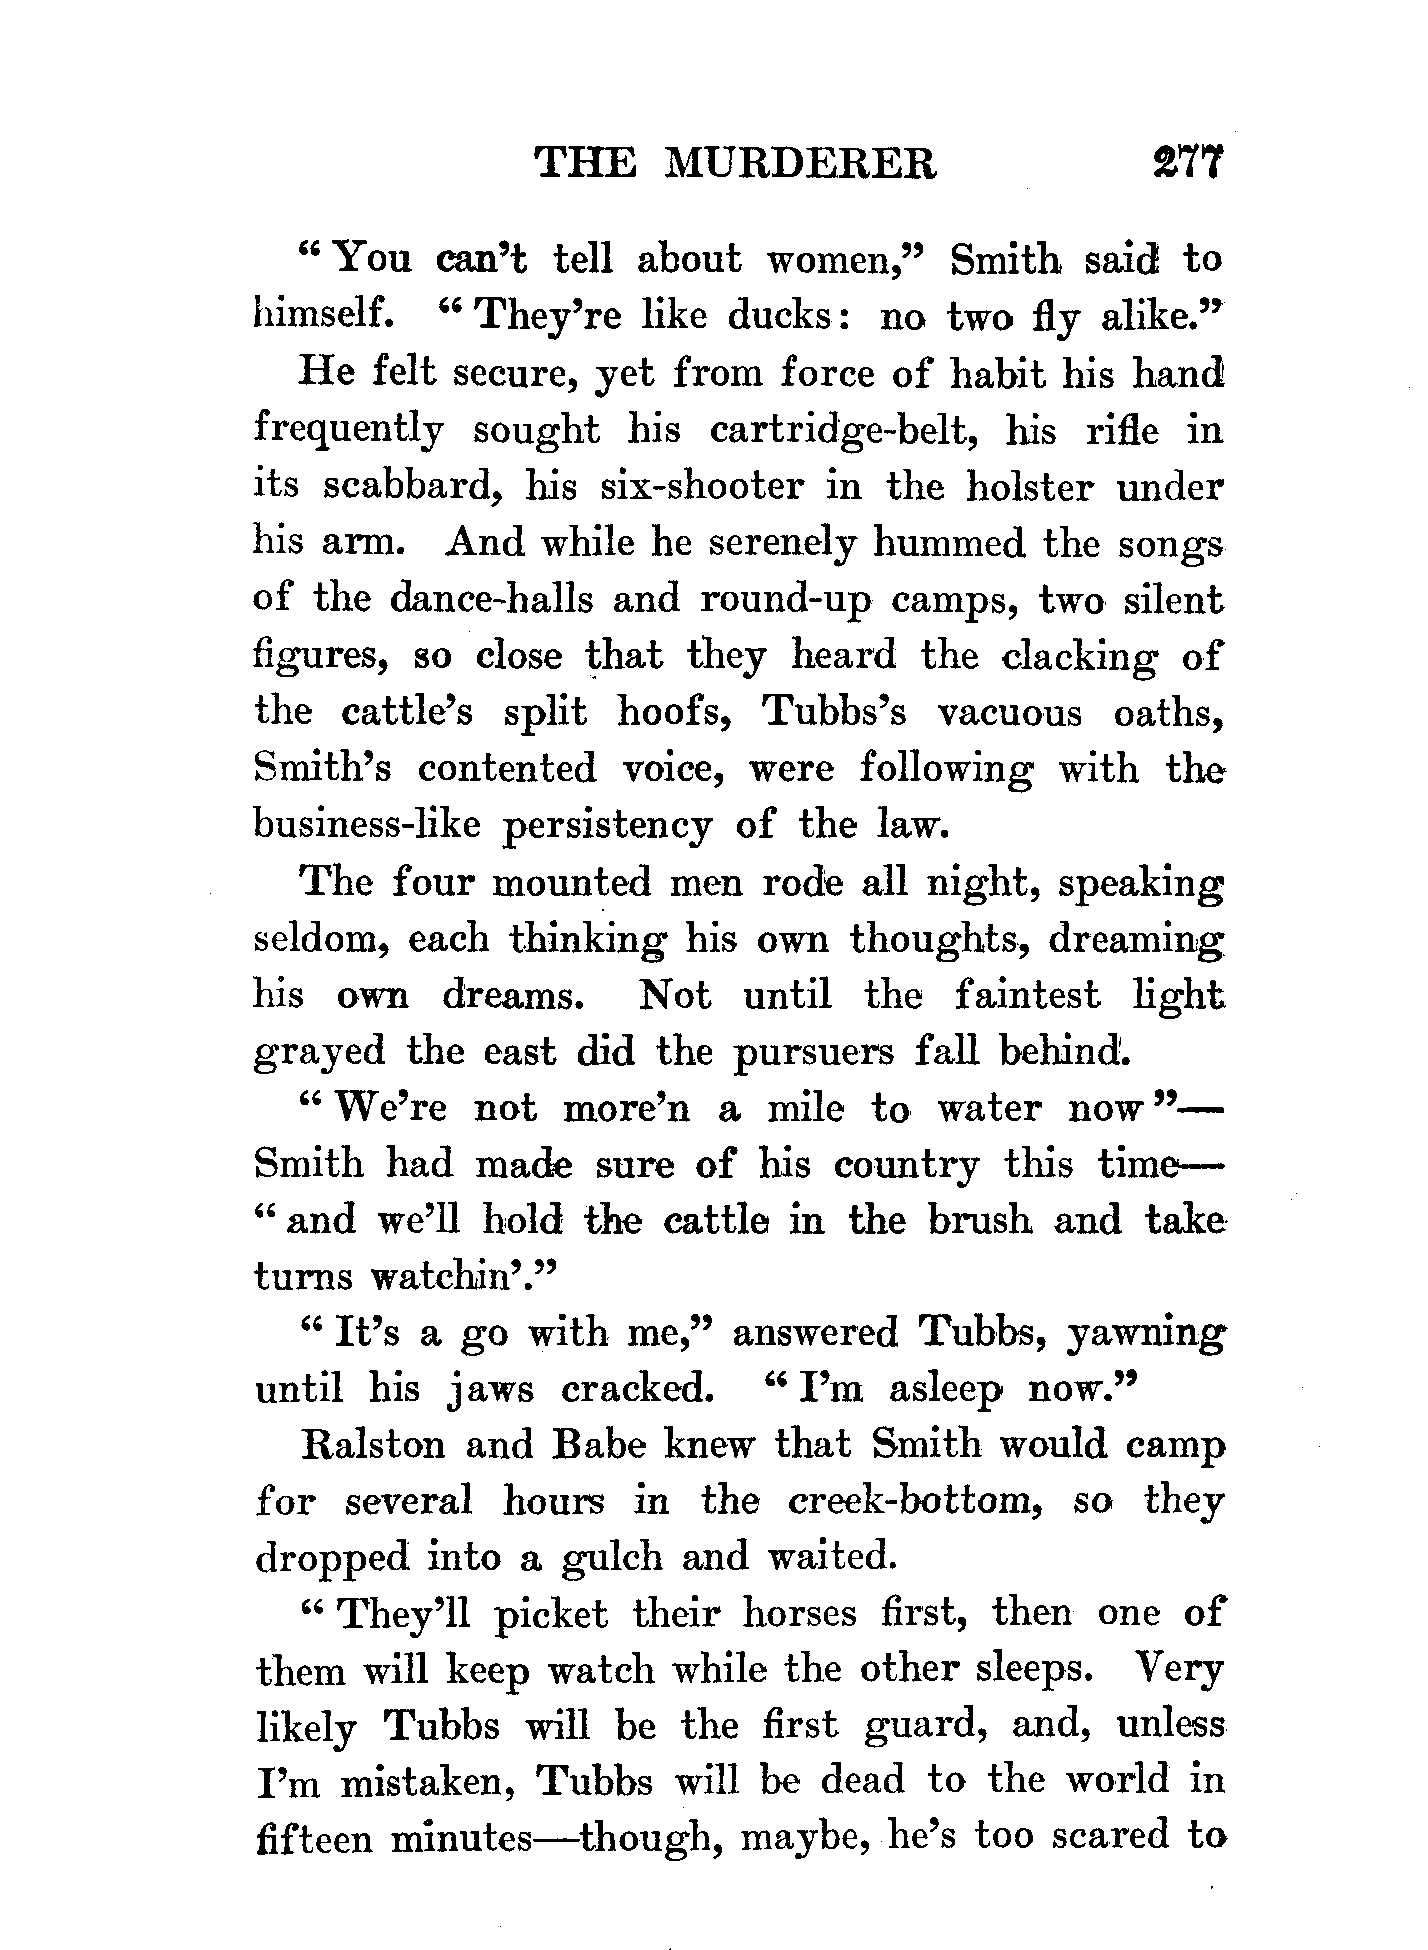 THE MURDERER 277
“ You can’t tell about women,” Smith said to
himself. “ They’re like ducks: no two fly alike.”
He felt secure, yet from force of habit his hand
frequently sought his cartridge-belt, his rifle in
its scabbard, his six-shooter in the holster under
his arm. And while he serenely hummed the songs
of the dance-halls and round-up camps, two silent
figures, so close that they heard the clacking of
the cattle’s split hoofs, Tubbs’s vacuous oaths,
Smith’s contented voice, were following with the
business-like persistency of the law.
The four mounted men rode all night, speaking
seldom, each thinking his own thoughts, dreaming
his own dreams. Not until the faintest light
grayed the east did the pursuers fall behind.
“ We’re not more’n a mile to water now ”—
Smith had made sure of his country this time—
“ and we’ll hold the cattle in the brush and take
turns watchin’.”
“ It’s a go with me,” answered Tubbs, yawning
until his jaws cracked. “ I’m asleep now.”
Ralston and Babe knew that Smith would camp
for several hours in the creek-bottom, so they
dropped into a gulch and waited.
“ They’ll picket their horses first, then one of
them will keep watch while the other sleeps. Very
likely Tubbs will be the first guard, and, unless
I’m mistaken, Tubbs will be dead to the world in
fifteen minutes—though, maybe, he’s too scared to